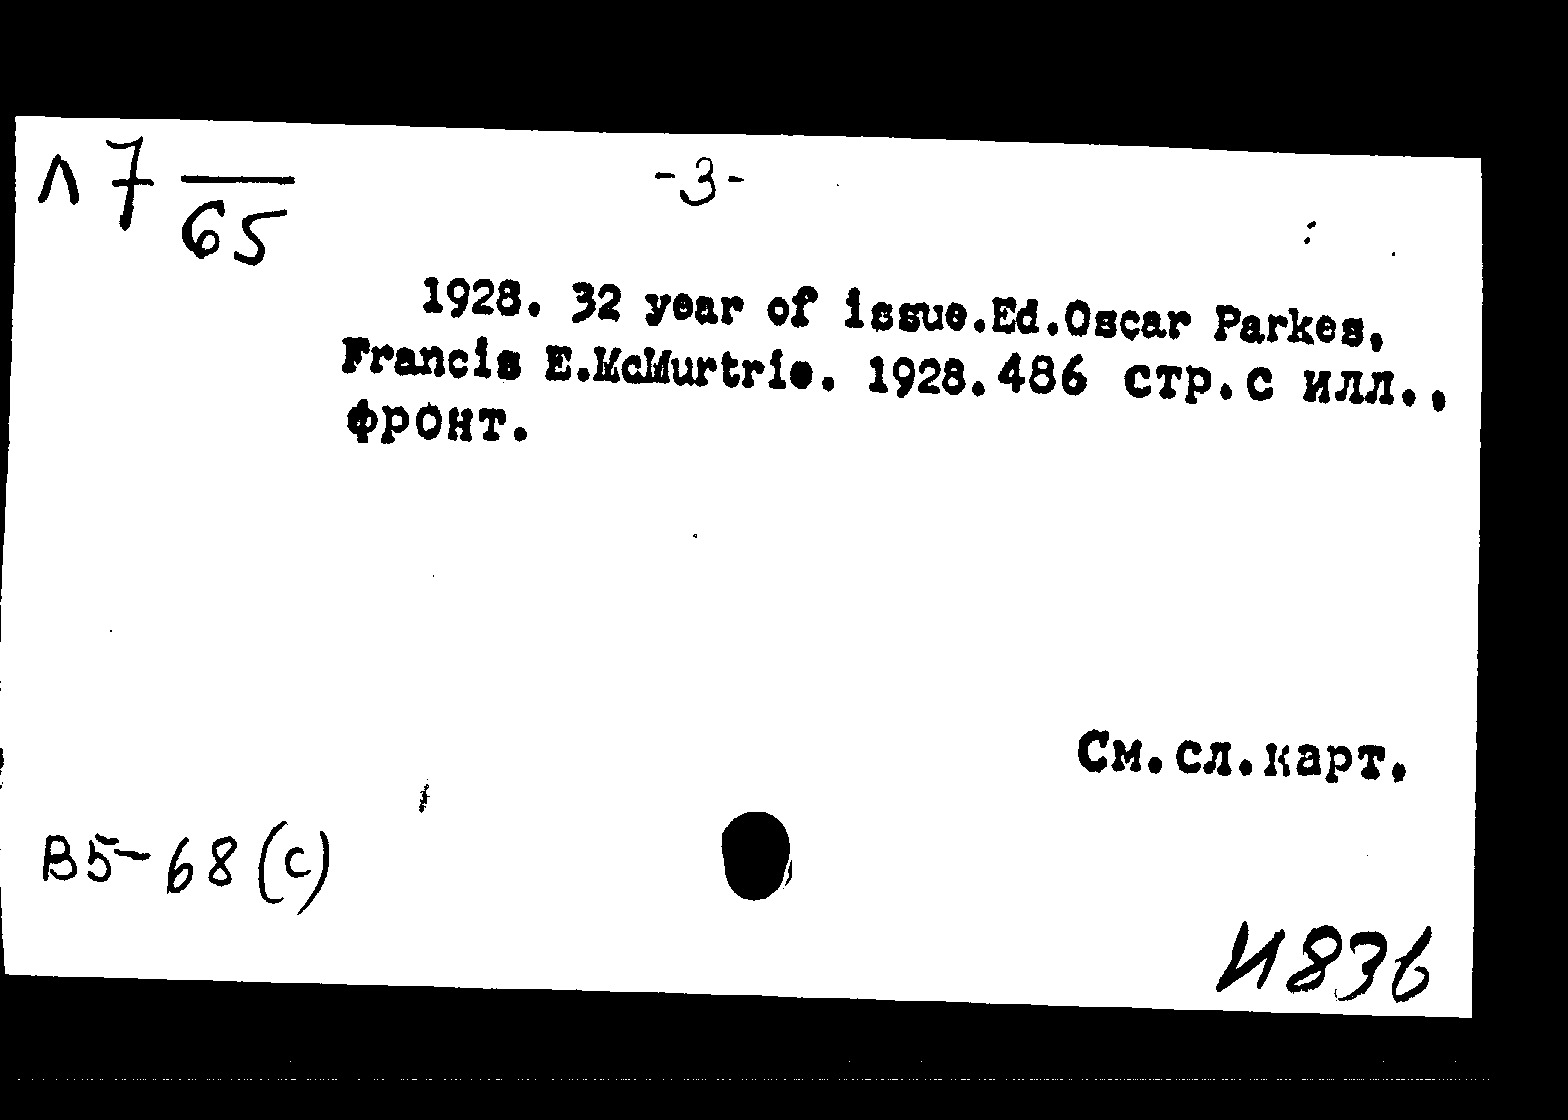 Л 7 65
-3-
1928. 32 year of issue.Ed.Oscar Parkes,
Francis E.McMurtrie. 1928.486 стр.с илл.,
фронт.
См.сл.карт.
В5-68(с)
И836